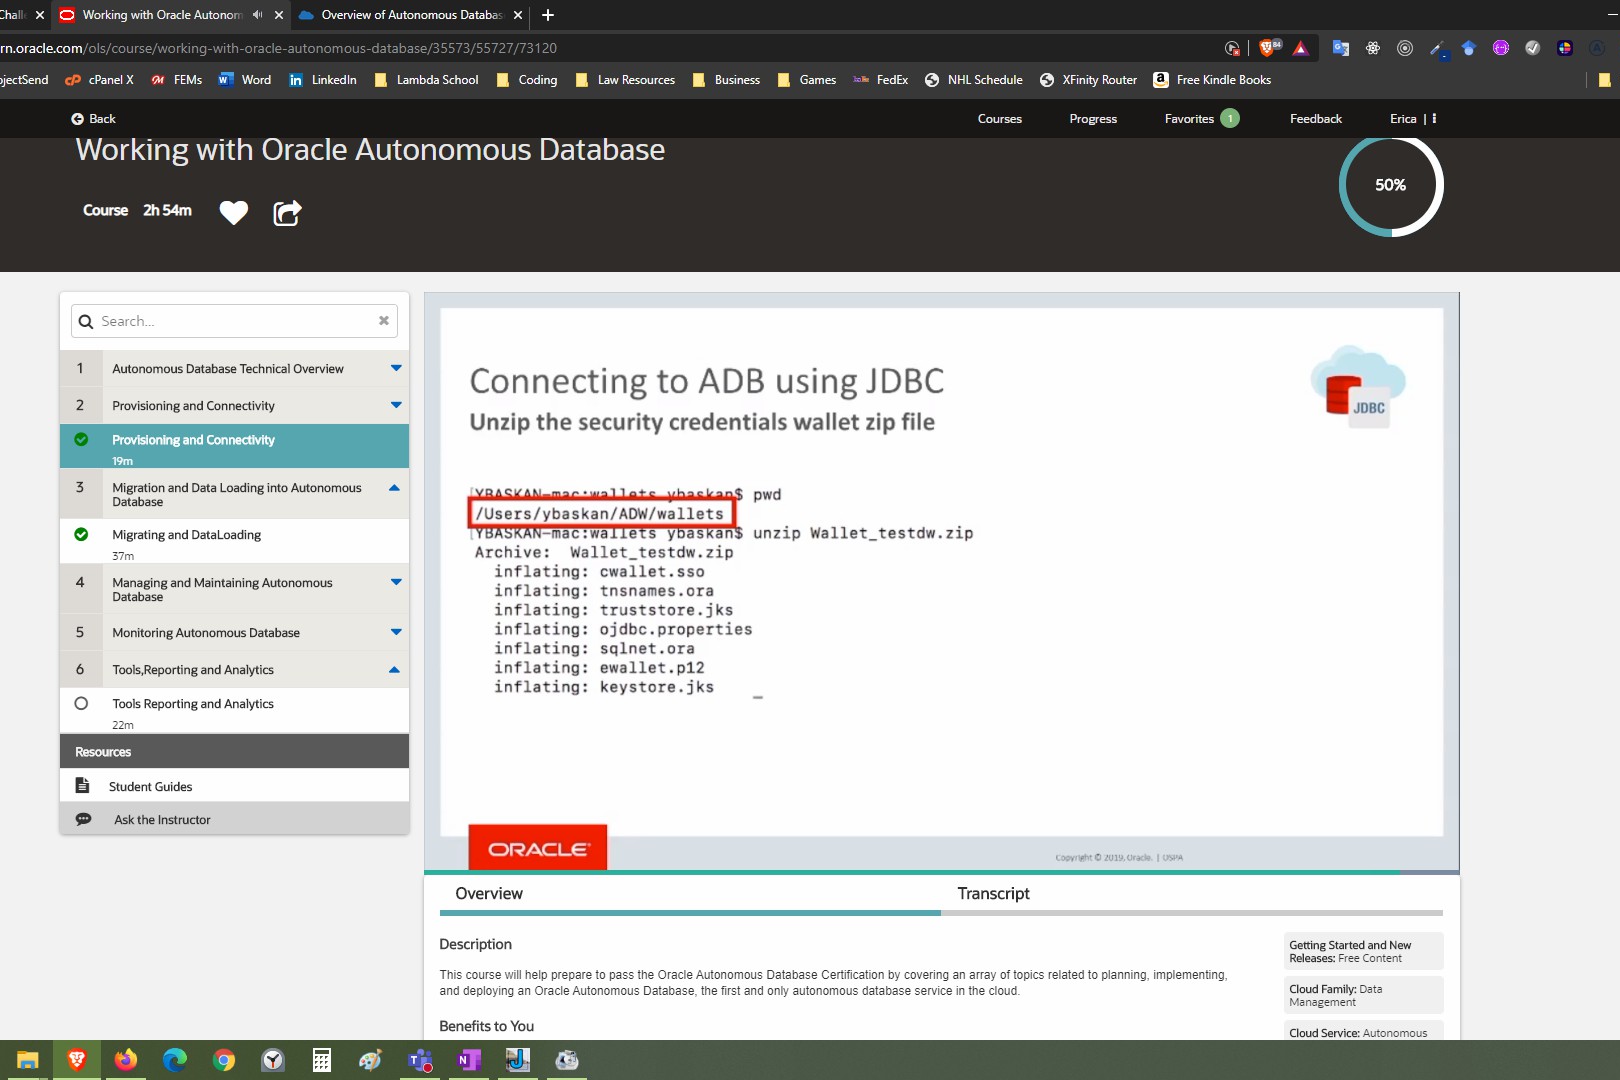 Challe
Working with Oracle Autonom
Overview of Autonomous Databas
rn.oracle.com/ols/course/working-with-oracle-autonomous-database/35573/55727/73120
84
ojectSend
cPanel X
FEMs
Word
LinkedIn
Lambda School
Coding
Law Resources
Business
Games
FedEx
NHL Schedule
XFinity Router
Free Kindle Books
Back
Courses
Progress
Favorites 1
Feedback
Erica
Working with Oracle Autonomous Database
50%
Course 2h 54m
Search...
1 Autonomous Database Technical Overview
2 Provisioning and Connectivity
Provisioning and Connectivity
19m
3 Migration and Data Loading into Autonomous
Database
Migrating and DataLoading
37m
4 Managing and Maintaining Autonomous
Database
5 Monitoring Autonomous Database
6 Tools,Reporting and Analytics
Tools Reporting and Analytics
22m
Resources
Student Guides
Ask the Instructor
Connecting to ADB using JDBC
JDBC
Unzip the security credentials wallet zip file
[YBASKAN-mac:wallets ybaskan$ pwd
/Users/ybaskan/ADW/wallets
[YBASKAN-mac:wallets ybaskan$ unzip Wallet_testdw.zip
Archive:  Wallet_testdw.zip
inflating: cwallet.sso
inflating: tnsnames.ora
inflating: truststore.jks
inflating: ojdbc.properties
inflating: sqlnet.ora
inflating: ewallet.p12
inflating: keystore.jks
ORACLE
Copyright © 2019, Oracle. | OSPA
Overview
Transcript
Description
This course will help prepare to pass the Oracle Autonomous Database Certification by covering an array of topics related to planning, implementing,
and deploying an Oracle Autonomous Database, the first and only autonomous database service in the cloud.
Benefits to You
Getting Started and New
Releases: Free Content
Cloud Family: Data
Management
Cloud Service: Autonomous